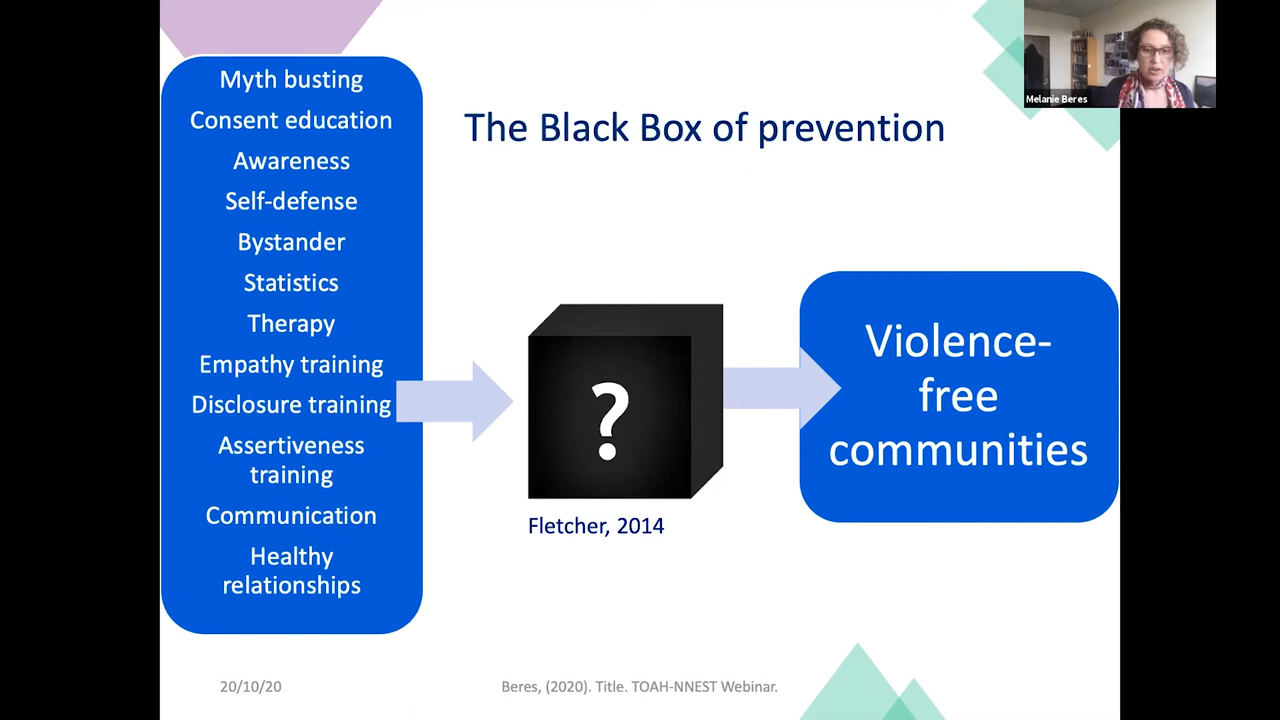 Myth busting
Consent education
Awareness
Self-defense
Bystander
Statistics
Therapy
Empathy training
Disclosure training
Assertiveness
training
Communication
Healthy
relationships
The Black Box of prevention
?
Fletcher, 2014
Violence-
free
communities
Melanie Beres
20/10/20
Beres, (2020). Title. TOAH-NNEST Webinar.